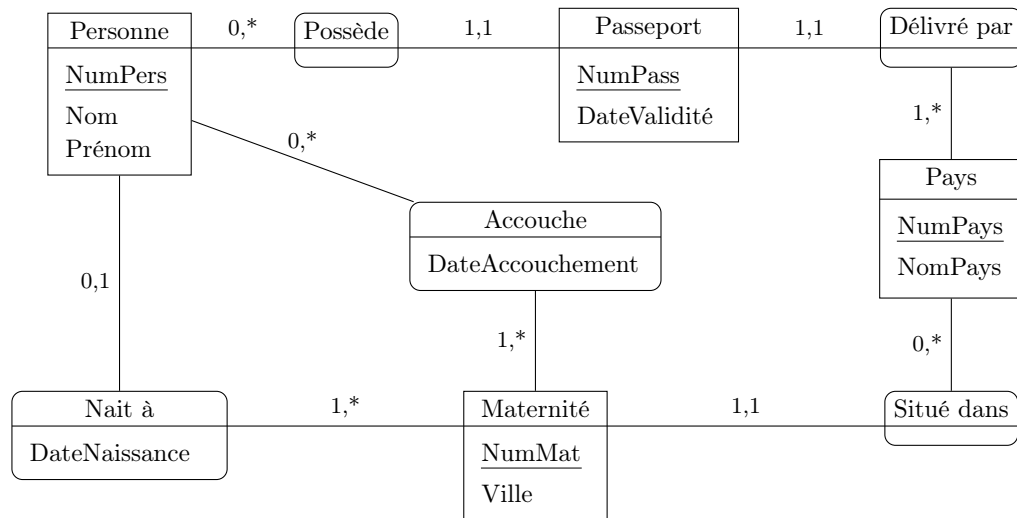 Personne
NumPers
Nom
Prénom
0,*
Possède
1,1
Passeport
NumPass
DateValidité
1,1
Délivré par
1,*
0,*
Pays
NumPays
NomPays
Accouche
DateAccouchement
0,1
1,*
0,*
Nait à
DateNaissance
1,*
Maternité
NumMat
Ville
1,1
Situé dans